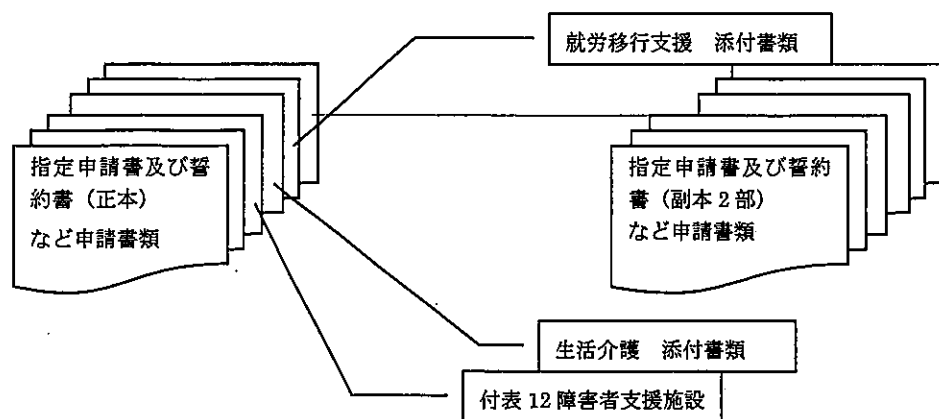 就労移行支援　添付書類
指定申請書及び誓
約書（正本）
など申請書類
指定申請書及び誓約
書（副本２部）
など申請書類
生活介護　添付書類
付表 12 障害者支援施設